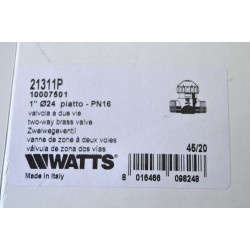 21311P
10007501
1" Ø24 piatto - PN16
valvola a due vie
two-way brass valve
Zweiwegeventil
vanne de zone à deux voies
válvula de zona dos vías
WATTS®
Made in Italy
45/20
8 016466 098248